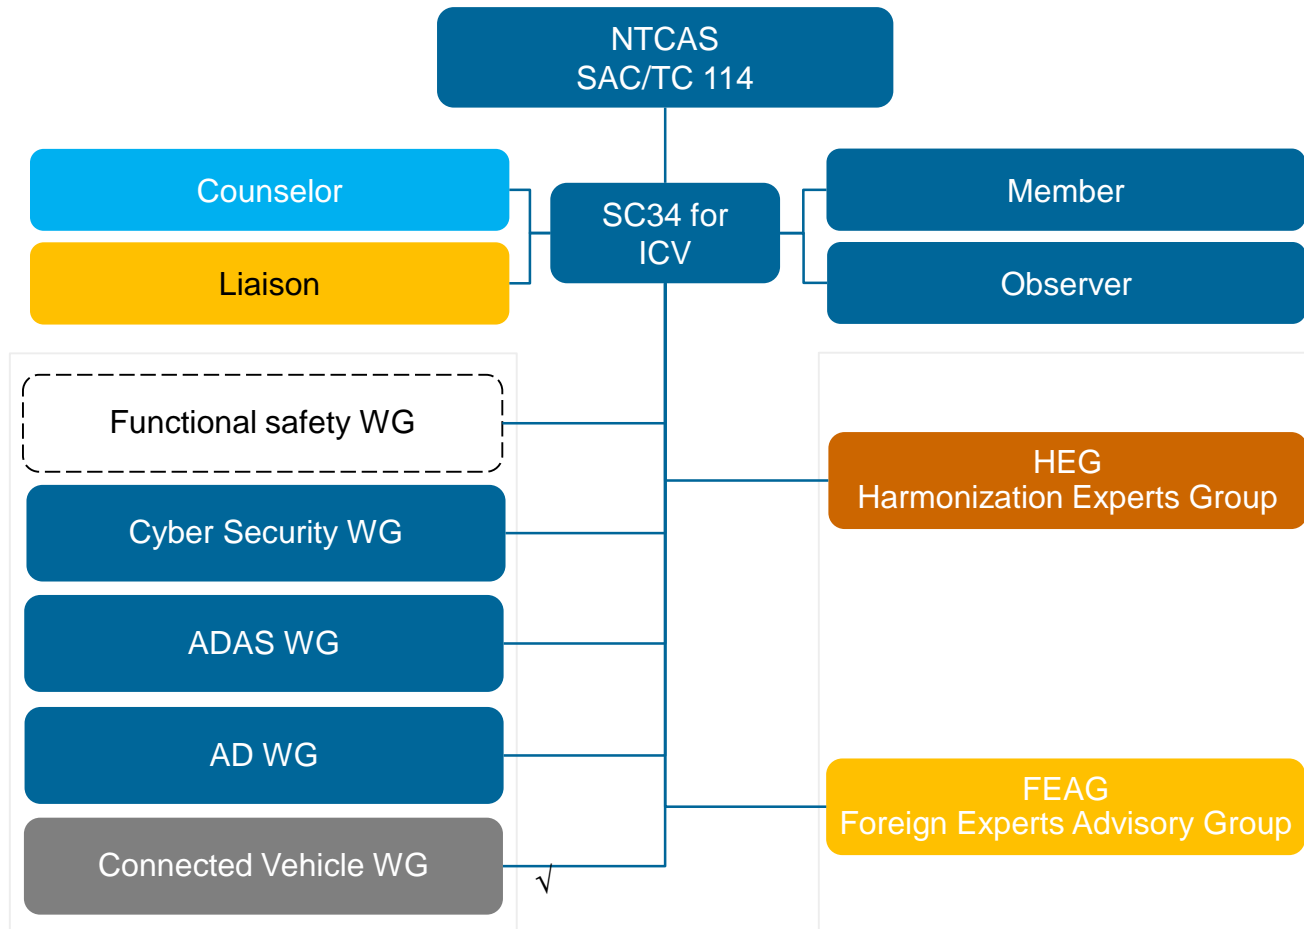 NTCAS
SAC/TC 114
Counselor
Liaison
SC34 for
ICV
Member
Observer
Functional safety WG
Cyber Security WG
ADAS WG
AD WG
Connected Vehicle WG
√
HEG
Harmonization Experts Group
FEAG
Foreign Experts Advisory Group